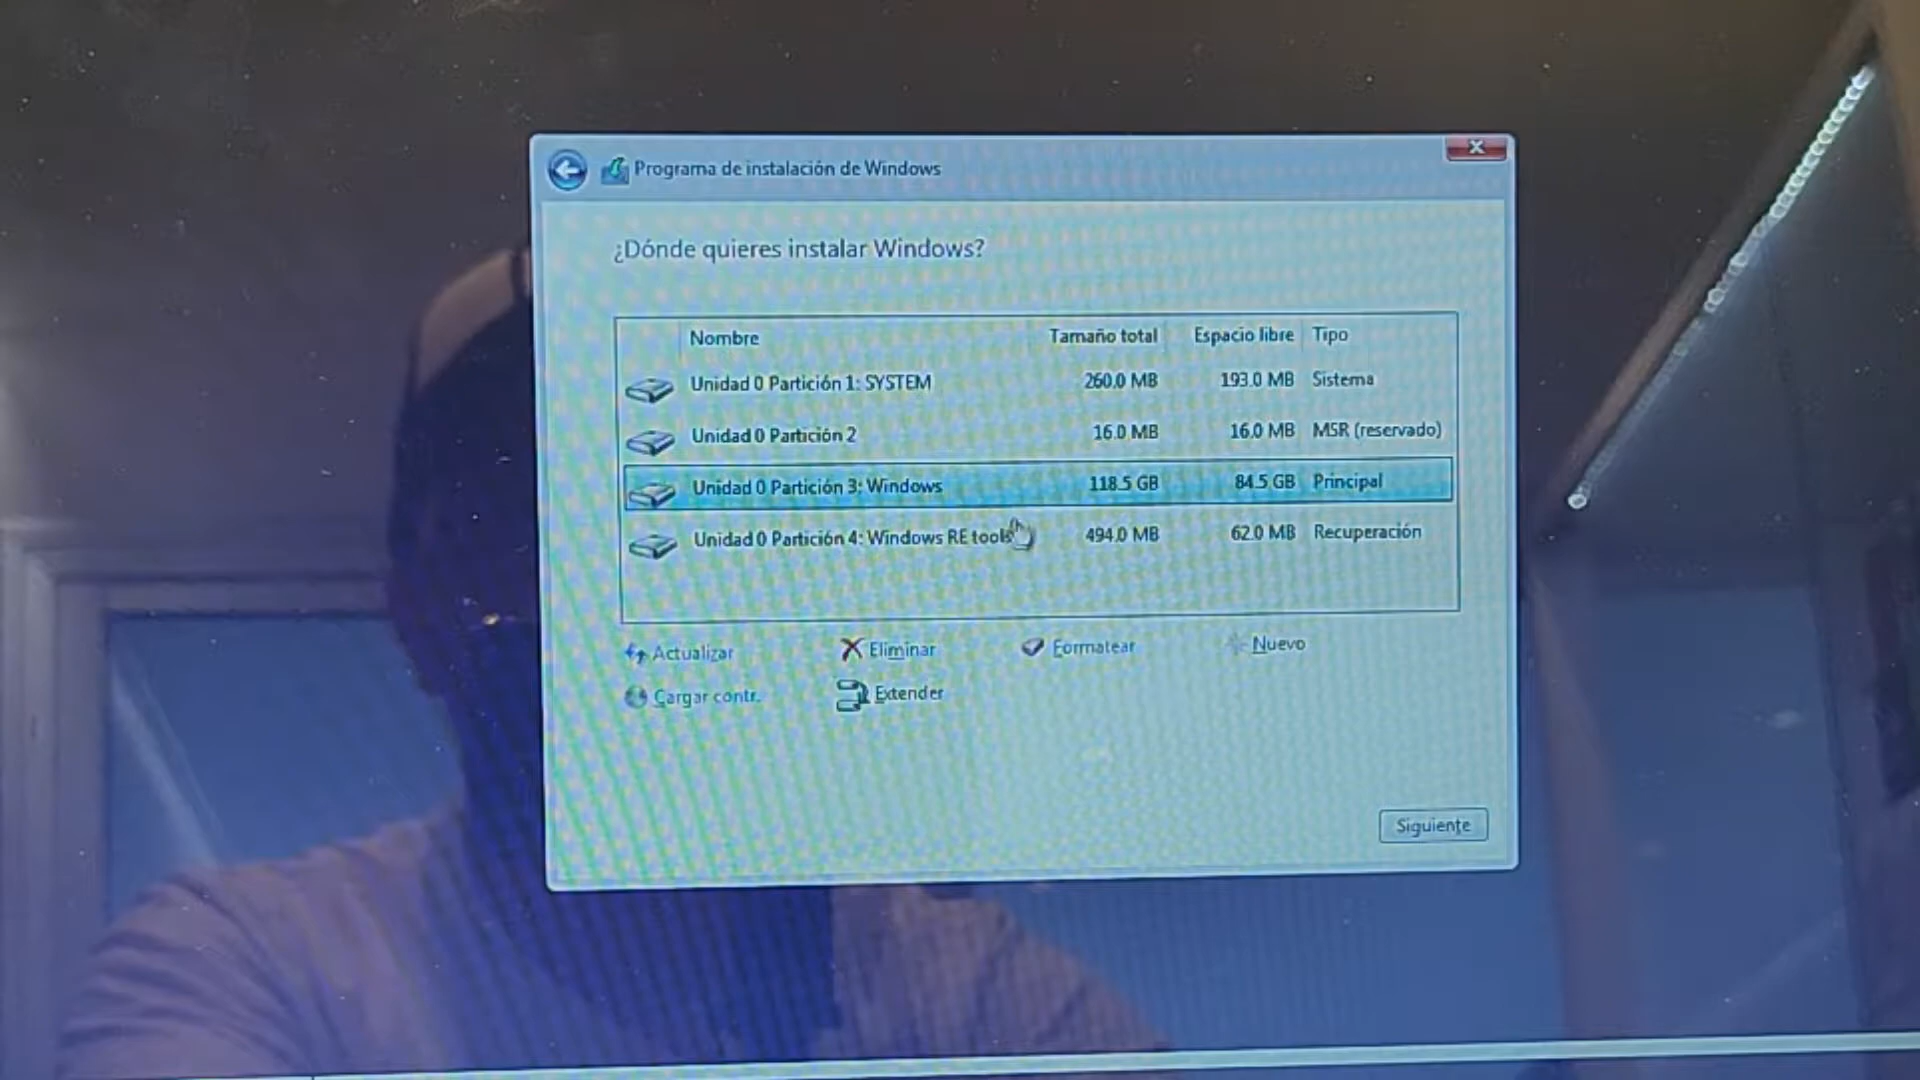 Programa de instalación de Windows
¿Dónde quieres instalar Windows?
Nombre Tamaño total Espacio libre Tipo
Unidad 0 Partición 1: SYSTEM 260.0 MB 193.0 MB Sistema
Unidad 0 Partición 2 16.0 MB 16.0 MB MSR (reservado)
Unidad 0 Partición 3: Windows 118.5 GB 84.5 GB Principal
Unidad 0 Partición 4: Windows RE tools 494.0 MB 62.0 MB Recuperación
Actualizar Eliminar Formatear Nuevo
Cargar contr. Extender
Siguiente